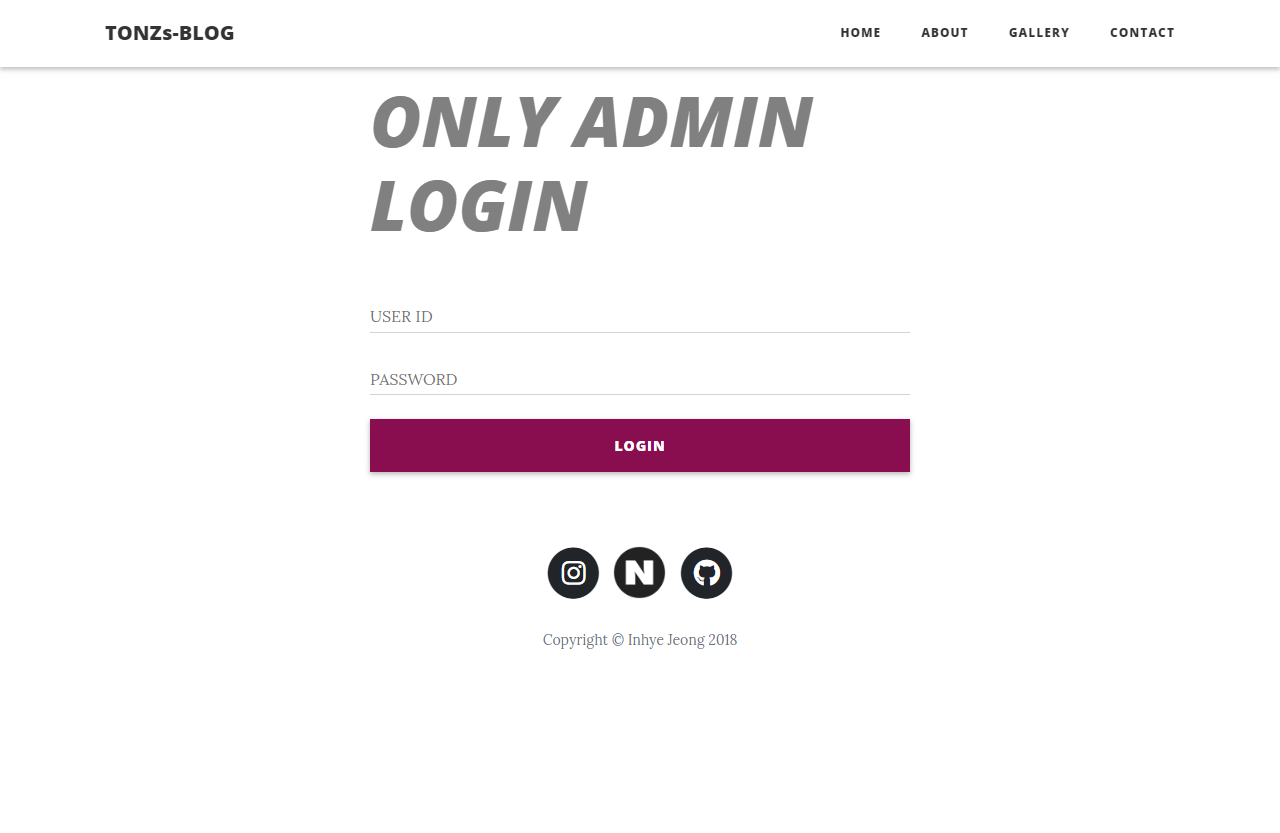 TONZs-BLOG
HOME ABOUT GALLERY CONTACT
ONLY ADMIN
LOGIN
USER ID
PASSWORD
LOGIN
N
Copyright © Inhye Jeong 2018